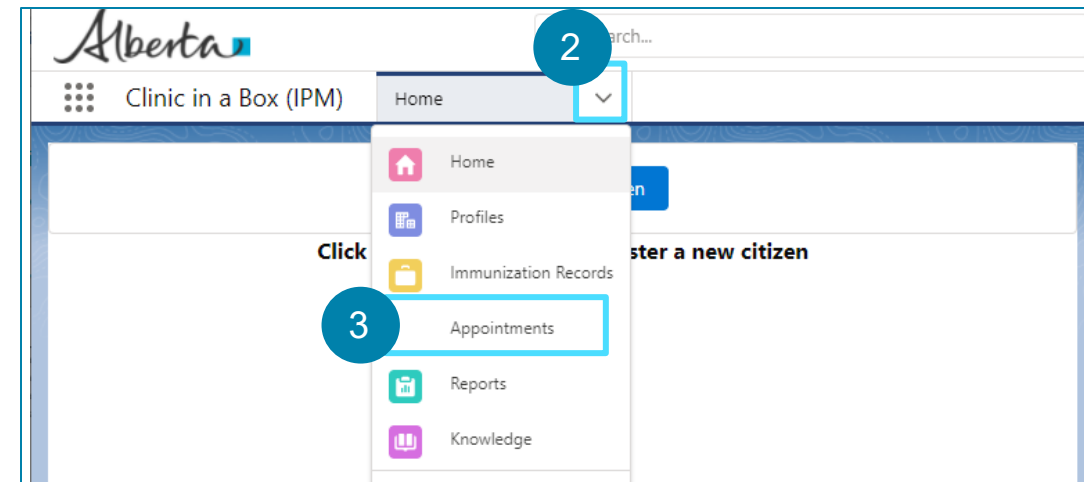 Alberta
2
rch...
Clinic in a Box (IPM)
Home
Home
en
Profiles
Click
ster a new citizen
Immunization Records
3
Appointments
Reports
Knowledge